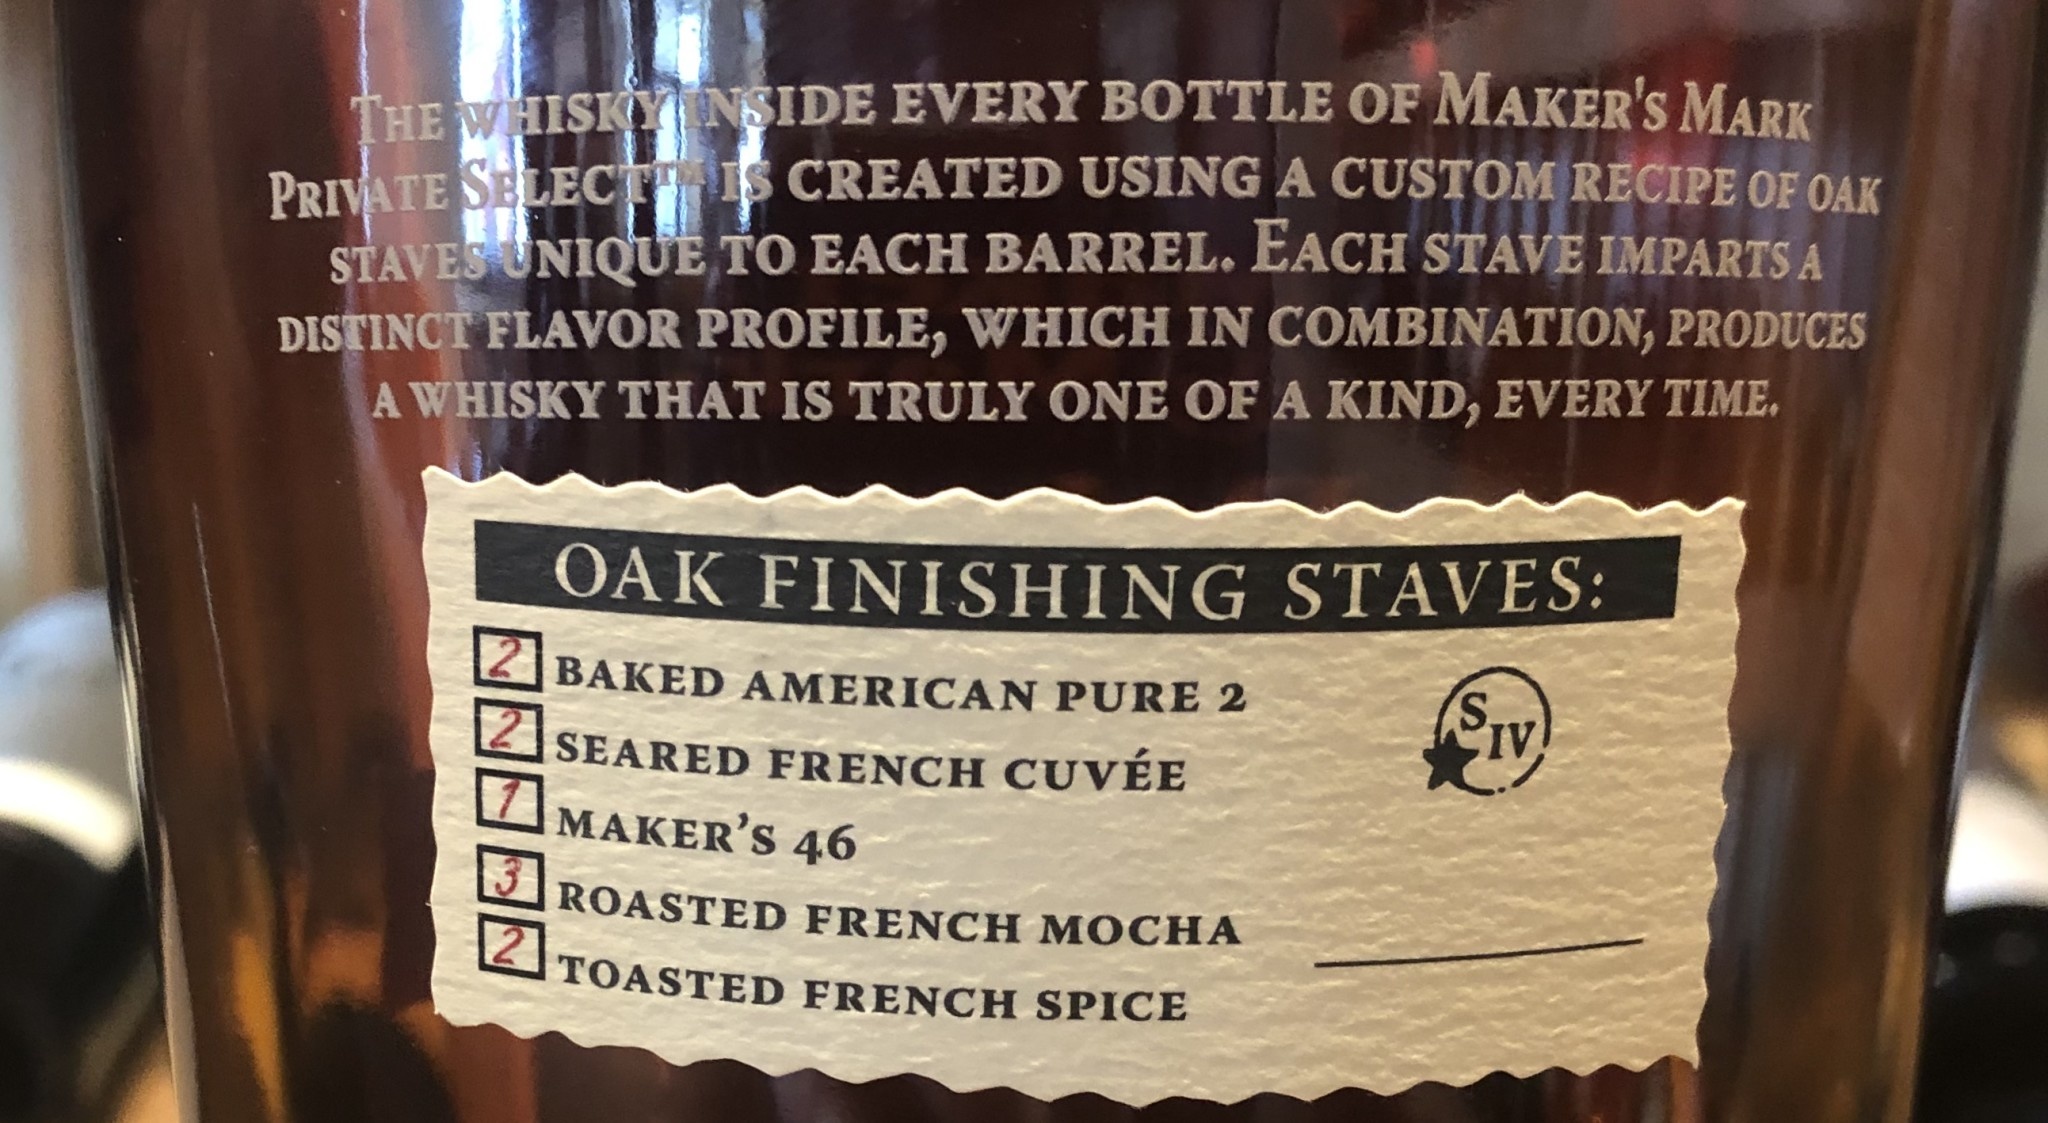 The whisky inside every bottle of Maker's Mark
Private Select™ is created using a custom recipe of oak
staves unique to each barrel. Each stave imparts a
distinct flavor profile, which in combination, produces
a whisky that is truly one of a kind, every time.
OAK FINISHING STAVES:
2 BAKED AMERICAN PURE 2
2 SEARED FRENCH CUVÉE
1 MAKER'S 46
3 ROASTED FRENCH MOCHA
2 TOASTED FRENCH SPICE
S IV